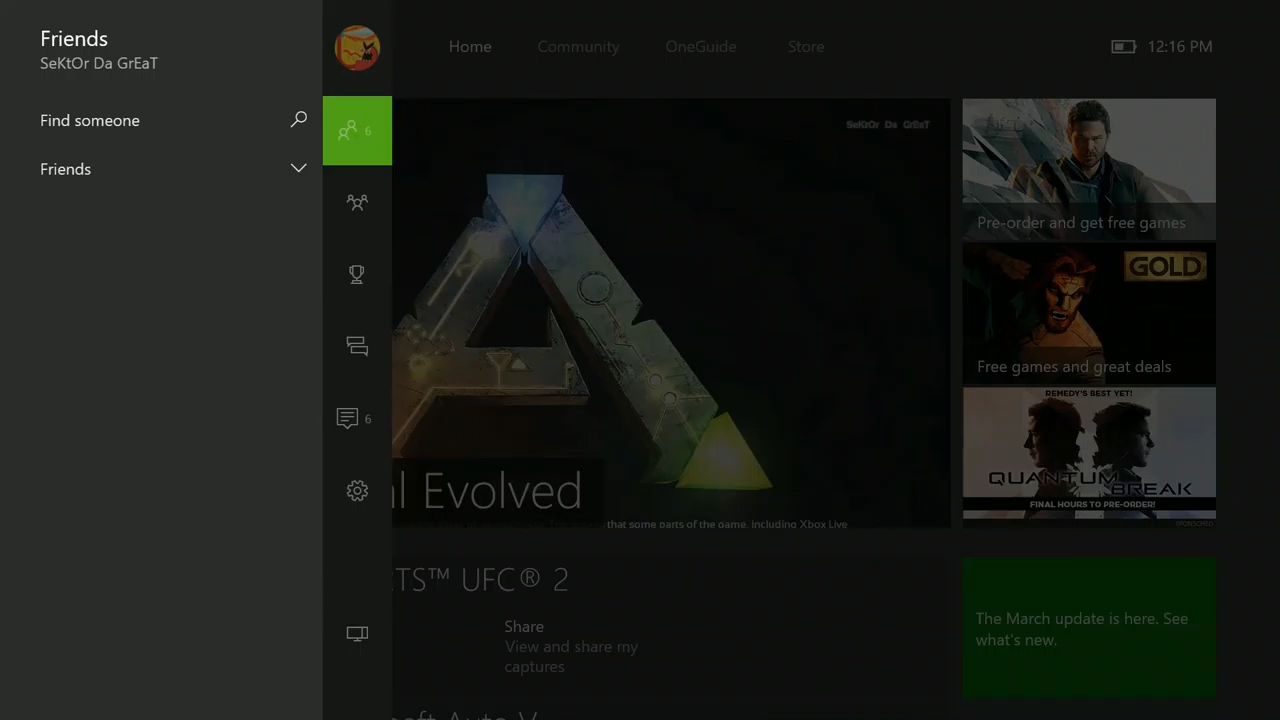 Friends
SeKtOr Da GrEaT
Find someone
Friends
6
6
Home
Community
OneGuide
Store
12:16 PM
SeKtOr Da GrEaT
l Evolved
that some parts of the game, including Xbox Live
Pre-order and get free games
GOLD
Free games and great deals
REMEDY'S BEST YET!
QUANTUM BREAK
FINAL HOURS TO PRE-ORDER!
SPONSORED
TS™ UFC® 2
Share
View and share my
captures
The March update is here. See
what's new.